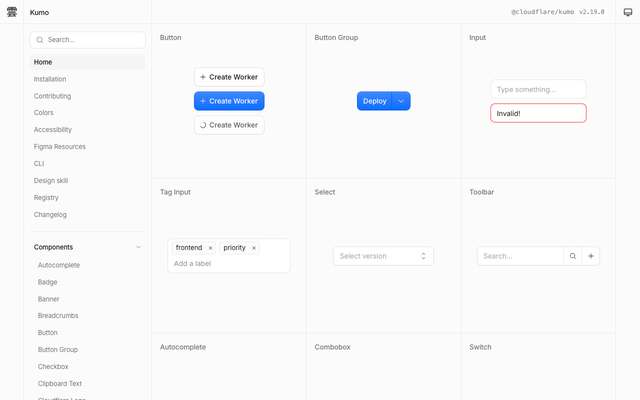 Kumo
@cloudflare/kumo v2.19.0
Search...
Home
Installation
Contributing
Colors
Accessibility
Figma Resources
CLI
Design skill
Registry
Changelog
Components
Autocomplete
Badge
Banner
Breadcrumbs
Button
Button Group
Checkbox
Clipboard Text
Cloudflare Logo
Button
Create Worker
Create Worker
Create Worker
Button Group
Deploy
Input
Type something...
Invalid!
Tag Input
frontend
priority
Add a label
Select
Select version
Toolbar
Search...
Autocomplete
Combobox
Switch